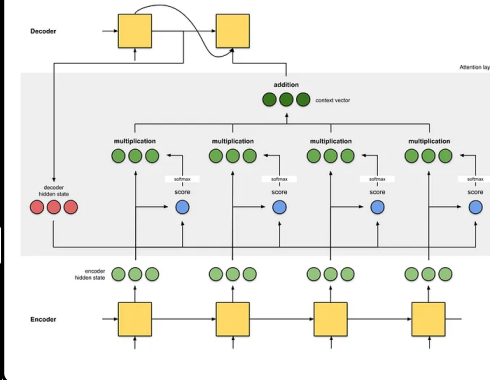 Decoder
Attention lay
addition
context vector
multiplication
multiplication
multiplication
multiplication
softmax
softmax
softmax
softmax
decoder
hidden state
score
score
score
score
encoder
hidden state
Encoder